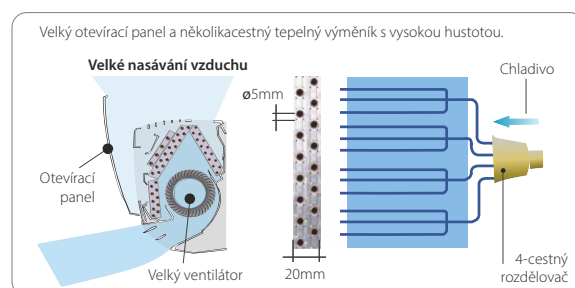 Velký otevírací panel a několikacestný tepelný výměník s vysokou hustotou.
Velké nasávání vzduchu
ø5mm
Chladivo
Otevírací
panel
Velký ventilátor
20mm
4-cestný
rozdělovač